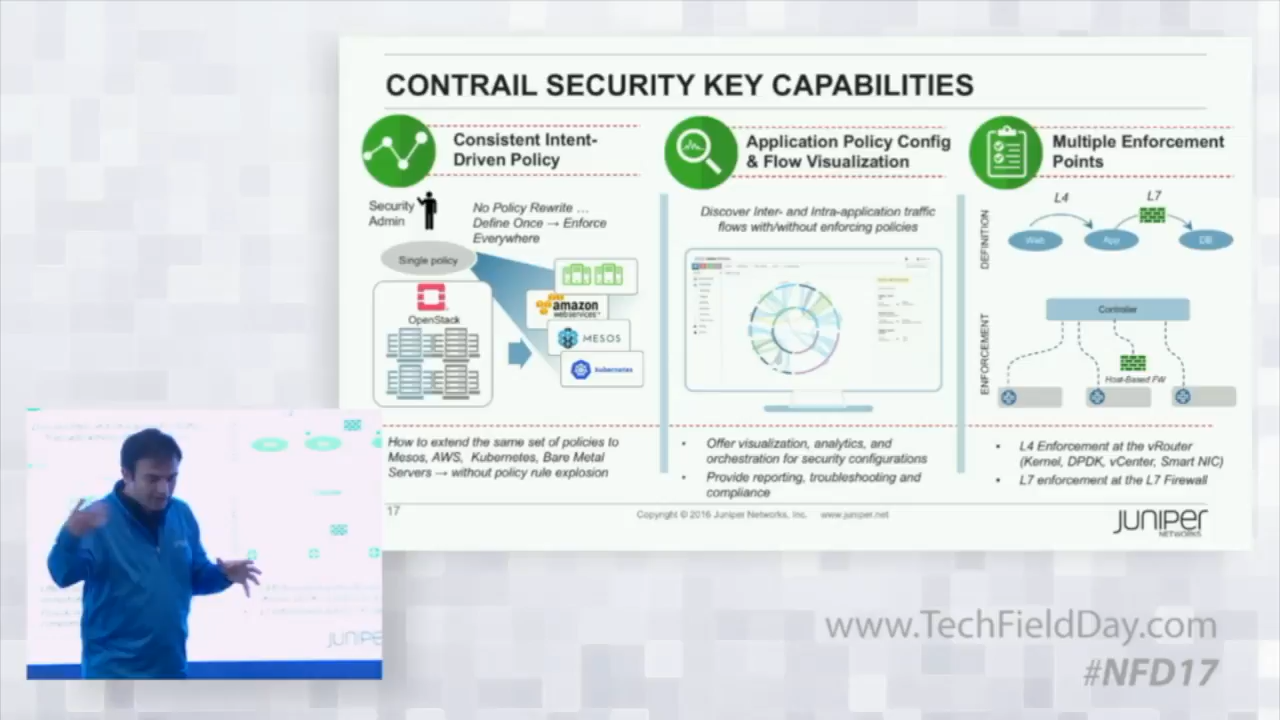 CONTRAIL SECURITY KEY CAPABILITIES
Consistent Intent-
Driven Policy
Security
Admin
No Policy Rewrite ...
Define Once → Enforce
Everywhere
Single policy
OpenStack
amazon
webservices™
MESOS
kubernetes
How to extend the same set of policies to
Mesos, AWS, Kubernetes, Bare Metal
Servers → without policy rule explosion
Application Policy Config
& Flow Visualization
Discover Inter- and Intra-application traffic
flows with/without enforcing policies
• Offer visualization, analytics, and
orchestration for security configurations
• Provide reporting, troubleshooting and
compliance
Multiple Enforcement
Points
DEFINITION
L4
L7
Web
App
DB
ENFORCEMENT
Controller
Host-Based FW
• L4 Enforcement at the vRouter
(Kernel, DPDK, vCenter, Smart NIC)
• L7 enforcement at the L7 Firewall
17
Copyright © 2016 Juniper Networks, Inc. www.juniper.net
JUNIPER
NETWORKS
JUNIPE
www.TechFieldDay.com
#NFD17